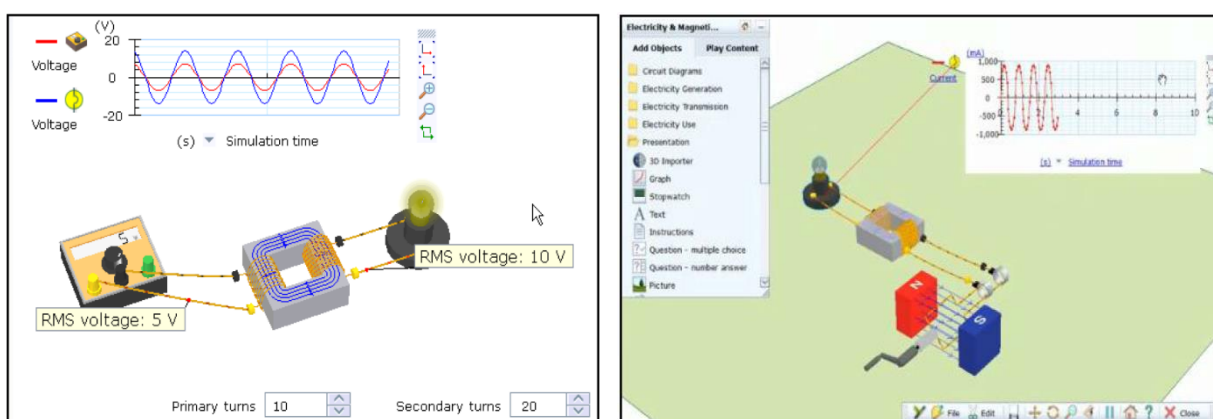 (V)
20
0
-20
Voltage
Voltage
(s) Simulation time
5
RMS voltage: 10 V
RMS voltage: 5 V
Primary turns 10
Secondary turns 20
Electricity & Magneti...
Add Objects Play Content
Circuit Diagrams
Electricity Generation
Electricity Transmission
Electricity Use
Presentation
3D Importer
Graph
Stopwatch
A Text
Instructions
Question - multiple choice
Question - number answer
Picture
(mA)
Current
1,000
500
0
-500
-1,000
2 4 6 8 10
(s) Simulation time
N
S
File Edit ? Close